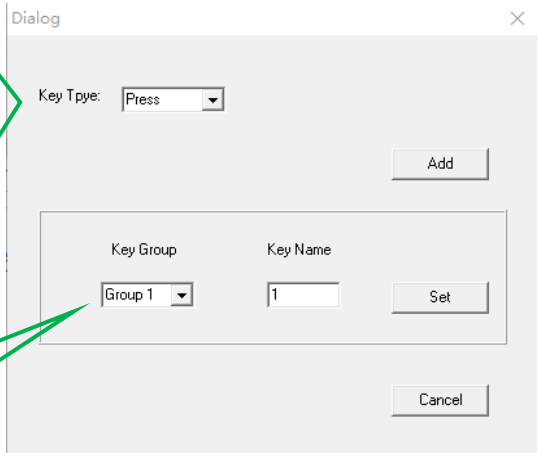 Dialog
Key Tpye: Press
Add
Key Group Key Name
Group 1 1 Set
Cancel